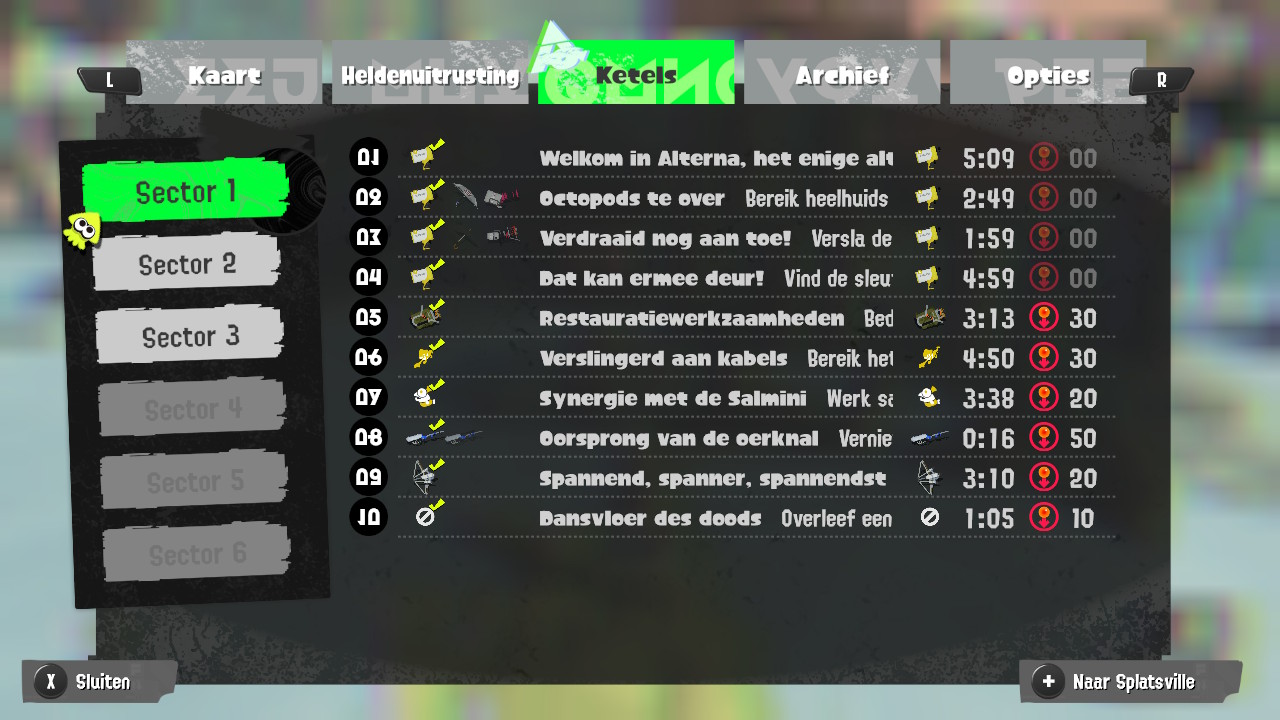 L Kaart Heldenuitrusting Ketels Archief Opties R
Sector 1
Sector 2
Sector 3
Sector 4
Sector 5
Sector 6
01 Welkom in Alterna, het enige 5:09 00
02 Octopods te over Bereik heelhuids 2:49 00
03 Verdraaid nog aan toe! Versla de 1:59 00
04 Dat kan ermee deur! Vind de 4:59 00
05 Restauratiewerkzaamheden 3:13 30
06 Verslingerd aan kabels Bereik het 4:50 30
07 Synergie met de Salmini Werk 3:38 20
08 Oorsprong van de oerknal 0:16 50
09 Spannend, spanner, spannendst 3:10 20
10 Dansvloer des doods Overleef een 1:05 10
X Sluiten
+ Naar Splatsville